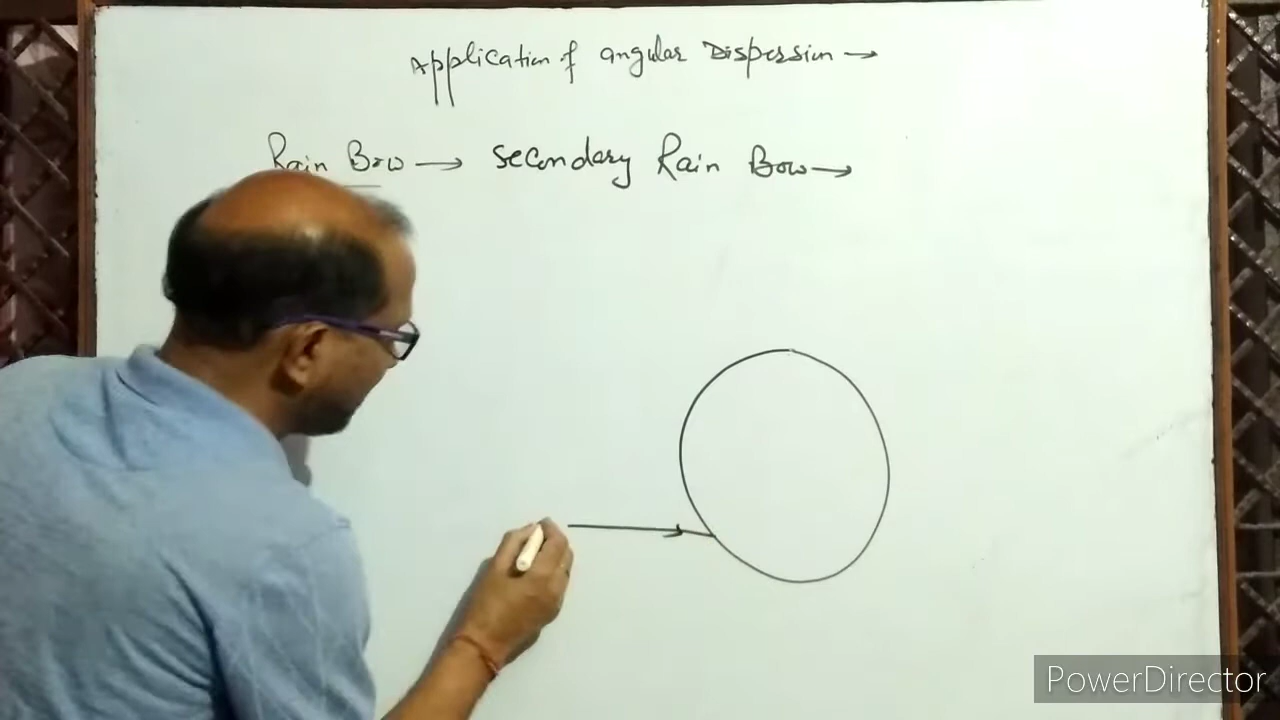 Application of angular Dispersion →
Rain Bow → Secondary Rain Bow →
PowerDirector